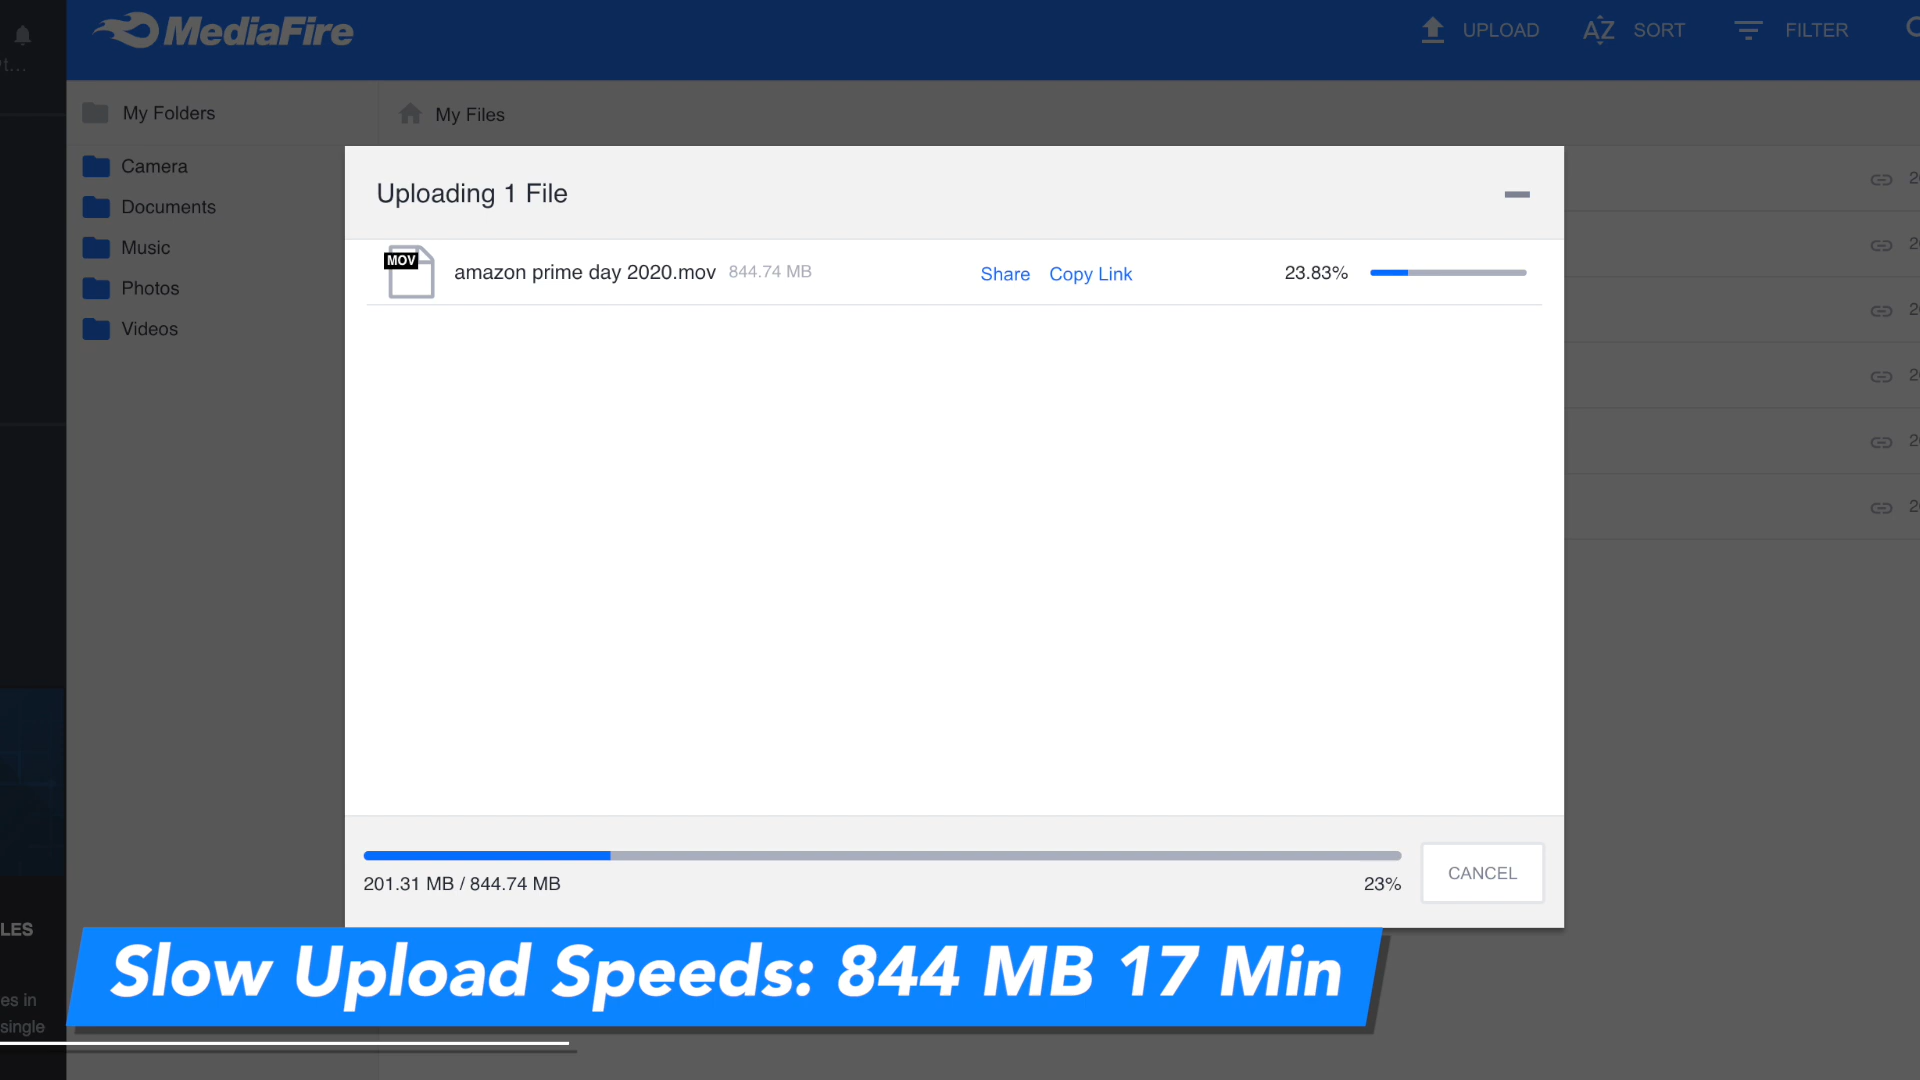 MediaFire
UPLOAD
SORT
FILTER
My Folders
My Files
Camera
Documents
Music
Photos
Videos
Uploading 1 File
MOV
amazon prime day 2020.mov 844.74 MB
Share Copy Link
23.83%
201.31 MB / 844.74 MB
23%
CANCEL
LES
es in
single
Slow Upload Speeds: 844 MB 17 Min